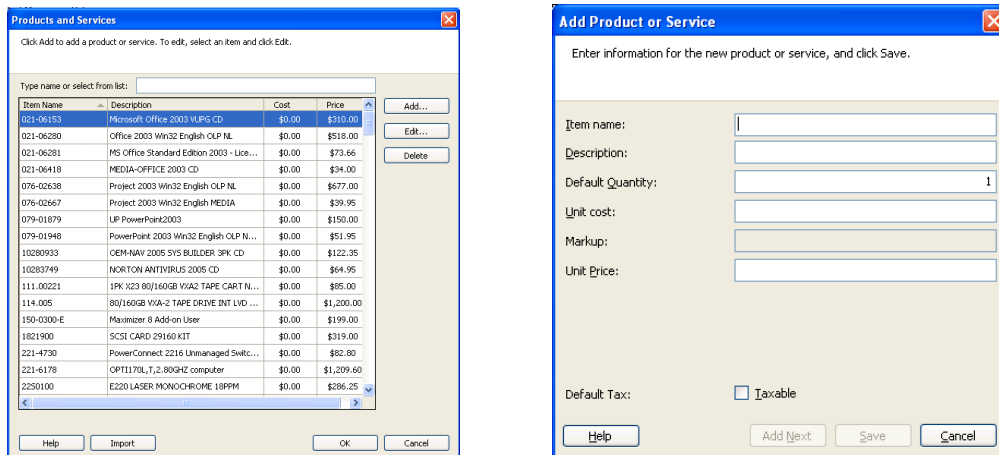 Products and Services
Click Add to add a product or service. To edit, select an item and click Edit.
Type name or select from list:
Item Name Description Cost Price
Add...
Edit...
Delete
021-06153 Microsoft Office 2003 VUPG CD $0.00 $310.00
021-06280 Office 2003 Win32 English OLP NL $0.00 $518.00
021-06281 MS Office Standard Edition 2003 - Lice... $0.00 $73.66
021-06418 MEDIA-OFFICE 2003 CD $0.00 $34.00
076-02638 Project 2003 Win32 English OLP NL $0.00 $677.00
076-02667 Project 2003 Win32 English MEDIA $0.00 $39.95
079-01879 UP PowerPoint2003 $0.00 $150.00
079-01948 PowerPoint 2003 Win32 English OLP N... $0.00 $51.95
10280933 OEM-NAV 2005 SYS BUILDER 3PK CD $0.00 $122.35
10283749 NORTON ANTIVIRUS 2005 CD $0.00 $64.95
111.00221 1PK X23 80/160GB VXA2 TAPE CART N... $0.00 $85.00
114.005 80/160GB VXA-2 TAPE DRIVE INT LVD ... $0.00 $1,200.00
150-0300-E Maximizer 8 Add-on User $0.00 $199.00
1821900 SCSI CARD 29160 KIT $0.00 $319.00
221-4730 PowerConnect 2216 Unmanaged Switc... $0.00 $82.80
221-6178 OPTI170L,T,2.80GHZ computer $0.00 $1,209.60
22S0100 E220 LASER MONOCHROME 18PPM $0.00 $286.25
Help Import OK Cancel
Add Product or Service
Enter information for the new product or service, and click Save.
Item name:
Description:
Default Quantity: 1
Unit cost:
Markup:
Unit Price:
Default Tax: Taxable
Help Add Next Save Cancel